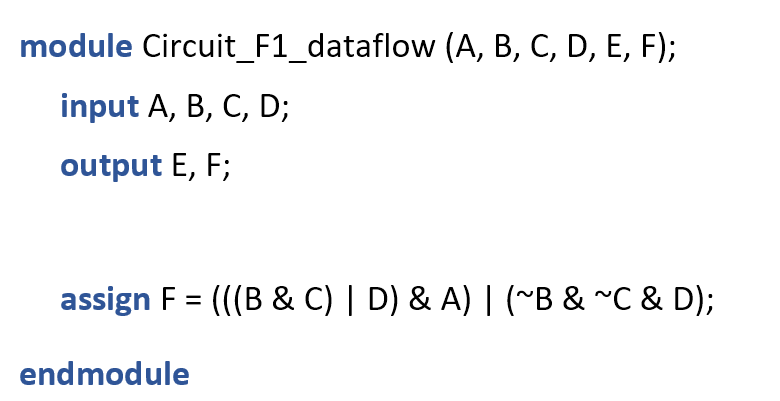 module Circuit_F1_dataflow (A, B, C, D, E, F);
input A, B, C, D;
output E, F;
assign F = (((B & C) | D) & A) | (~B & ~C & D);
endmodule